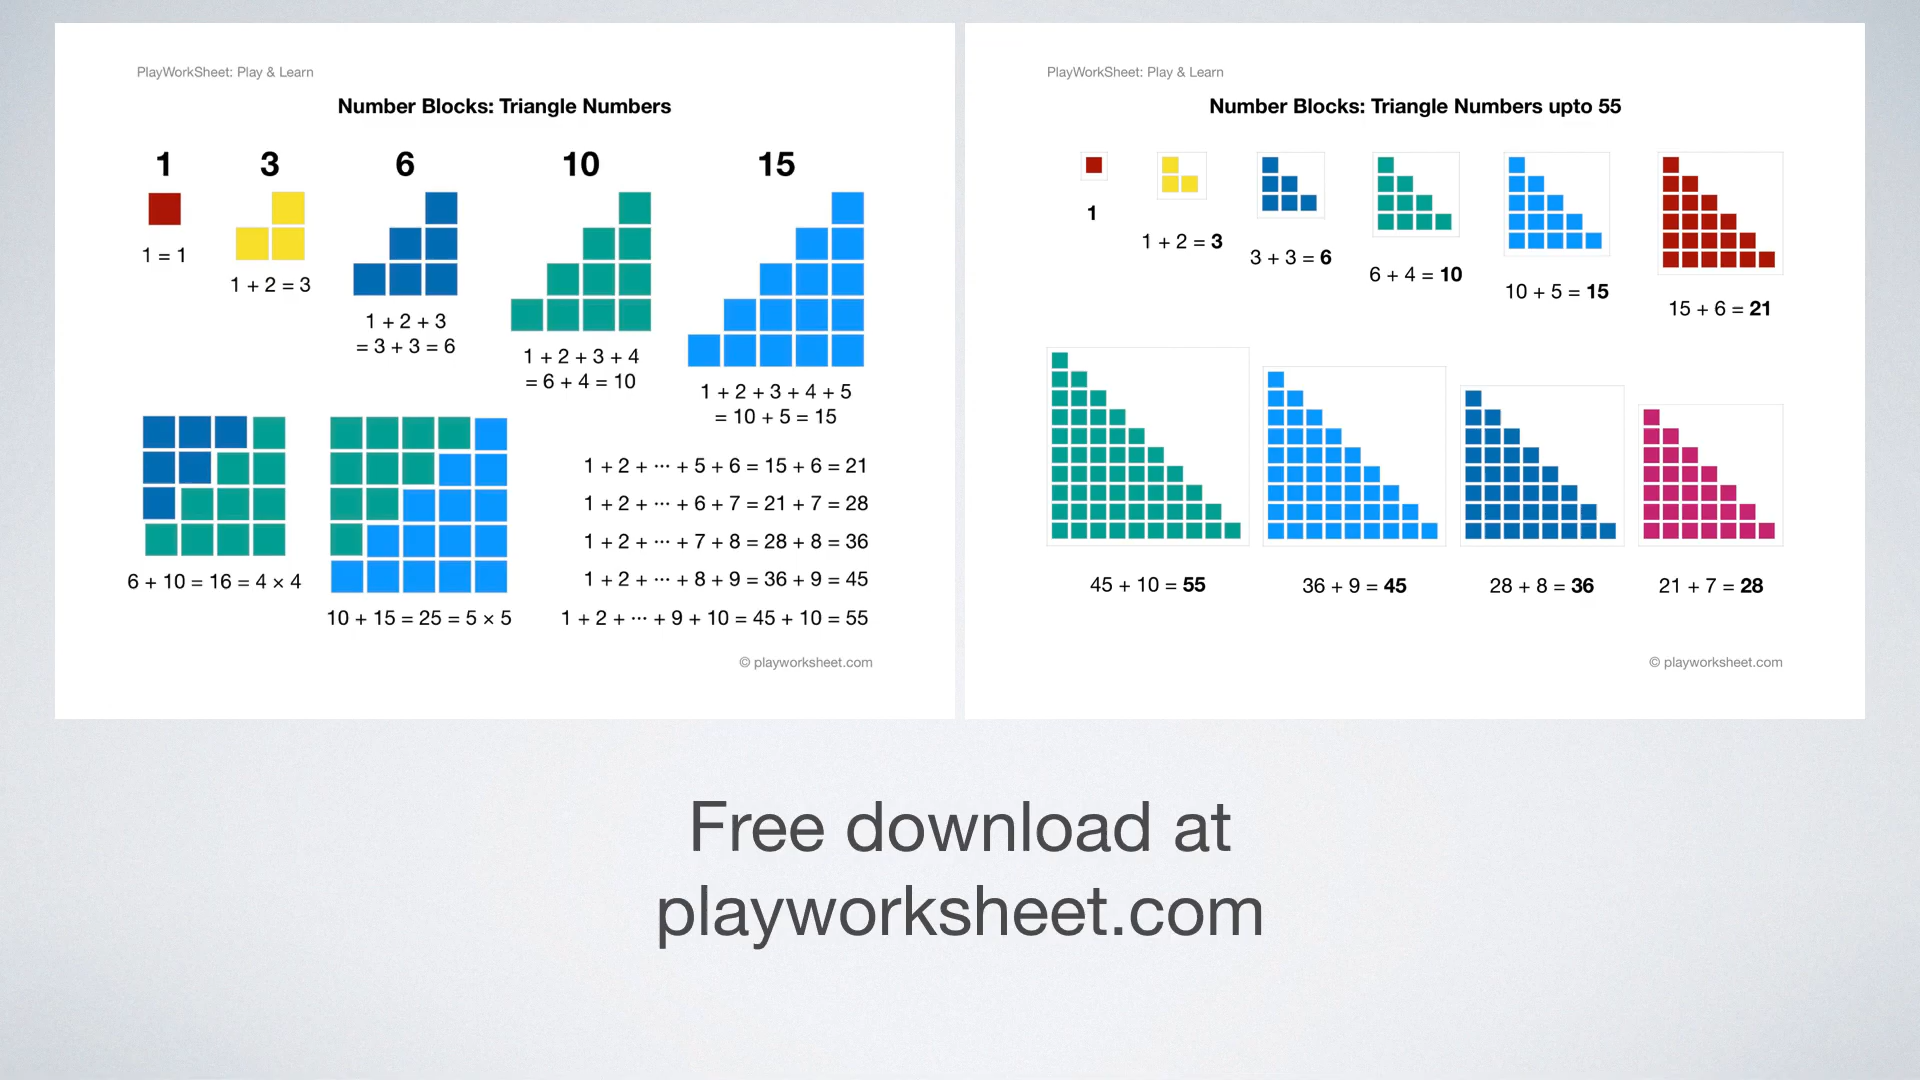 PlayWorkSheet: Play & Learn
Number Blocks: Triangle Numbers
1
3
6
10
15
1 = 1
1 + 2 = 3
1 + 2 + 3
= 3 + 3 = 6
1 + 2 + 3 + 4
= 6 + 4 = 10
1 + 2 + 3 + 4 + 5
= 10 + 5 = 15
6 + 10 = 16 = 4 × 4
10 + 15 = 25 = 5 × 5
1 + 2 + ··· + 5 + 6 = 15 + 6 = 21
1 + 2 + ··· + 6 + 7 = 21 + 7 = 28
1 + 2 + ··· + 7 + 8 = 28 + 8 = 36
1 + 2 + ··· + 8 + 9 = 36 + 9 = 45
1 + 2 + ··· + 9 + 10 = 45 + 10 = 55
© playworksheet.com
PlayWorkSheet: Play & Learn
Number Blocks: Triangle Numbers upto 55
1
1 + 2 = 3
3 + 3 = 6
6 + 4 = 10
10 + 5 = 15
15 + 6 = 21
45 + 10 = 55
36 + 9 = 45
28 + 8 = 36
21 + 7 = 28
© playworksheet.com
Free download at
playworksheet.com